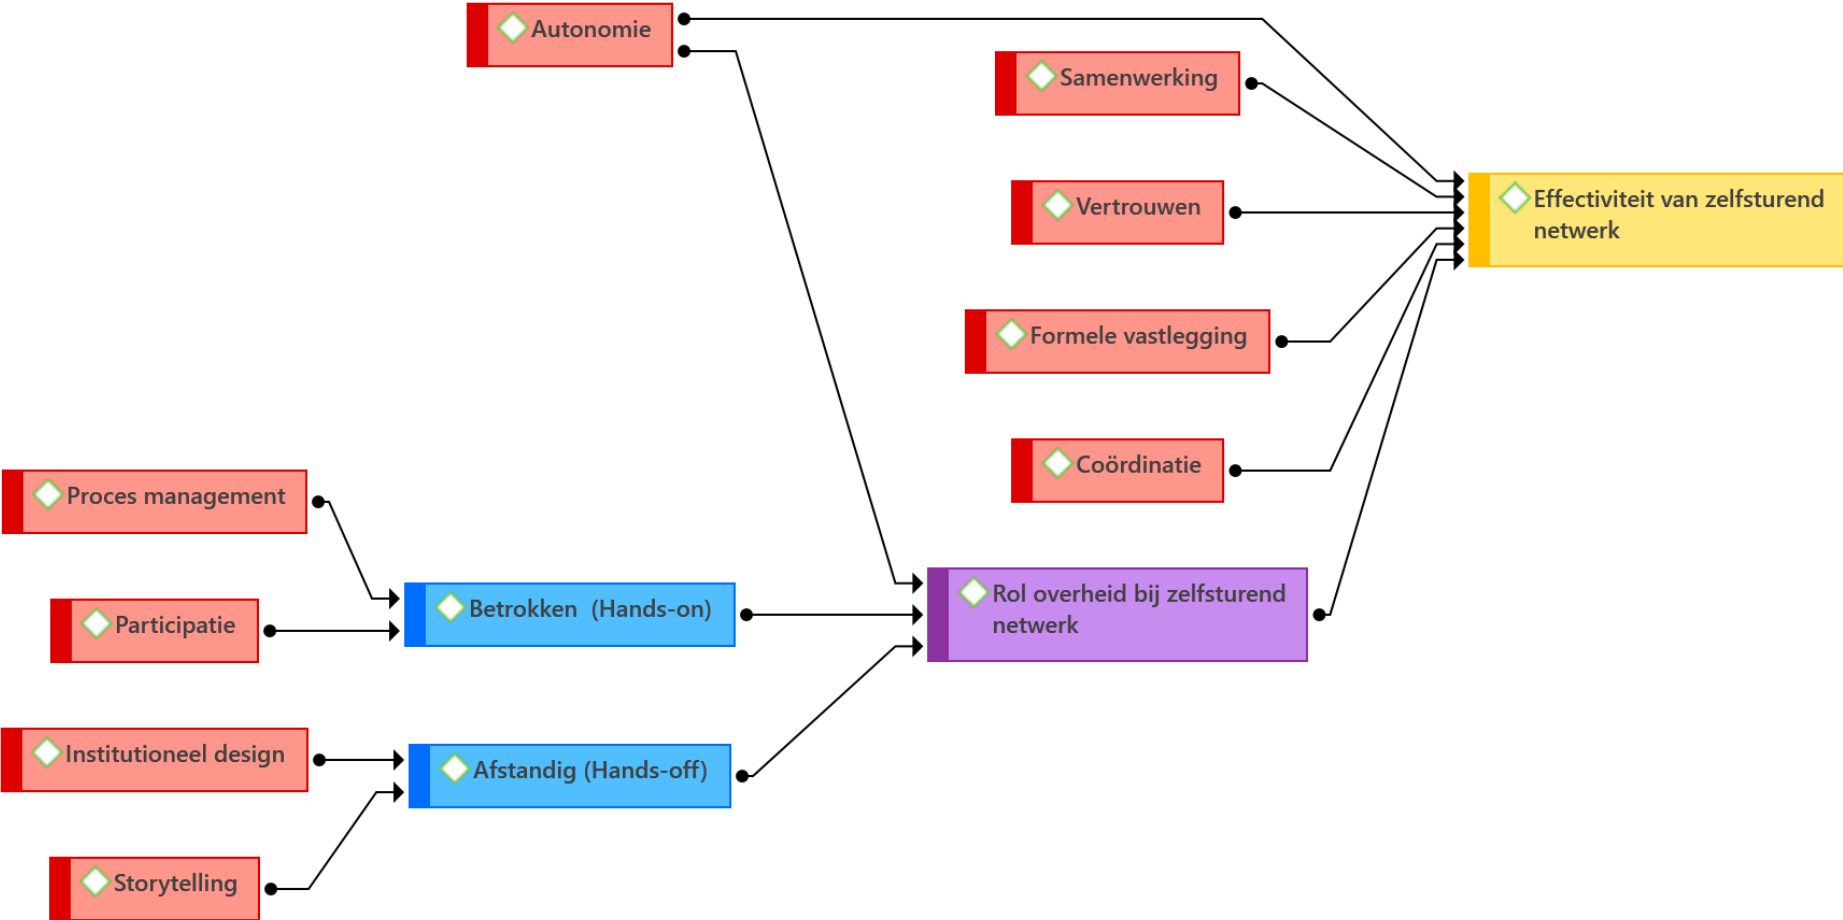 Autonomie
Samenwerking
Vertrouwen
Effectiviteit van zelfsturend
netwerk
Formele vastlegging
Coördinatie
Proces management
Participatie
Betrokken  (Hands-on)
Rol overheid bij zelfsturend
netwerk
Institutioneel design
Afstandig (Hands-off)
Storytelling